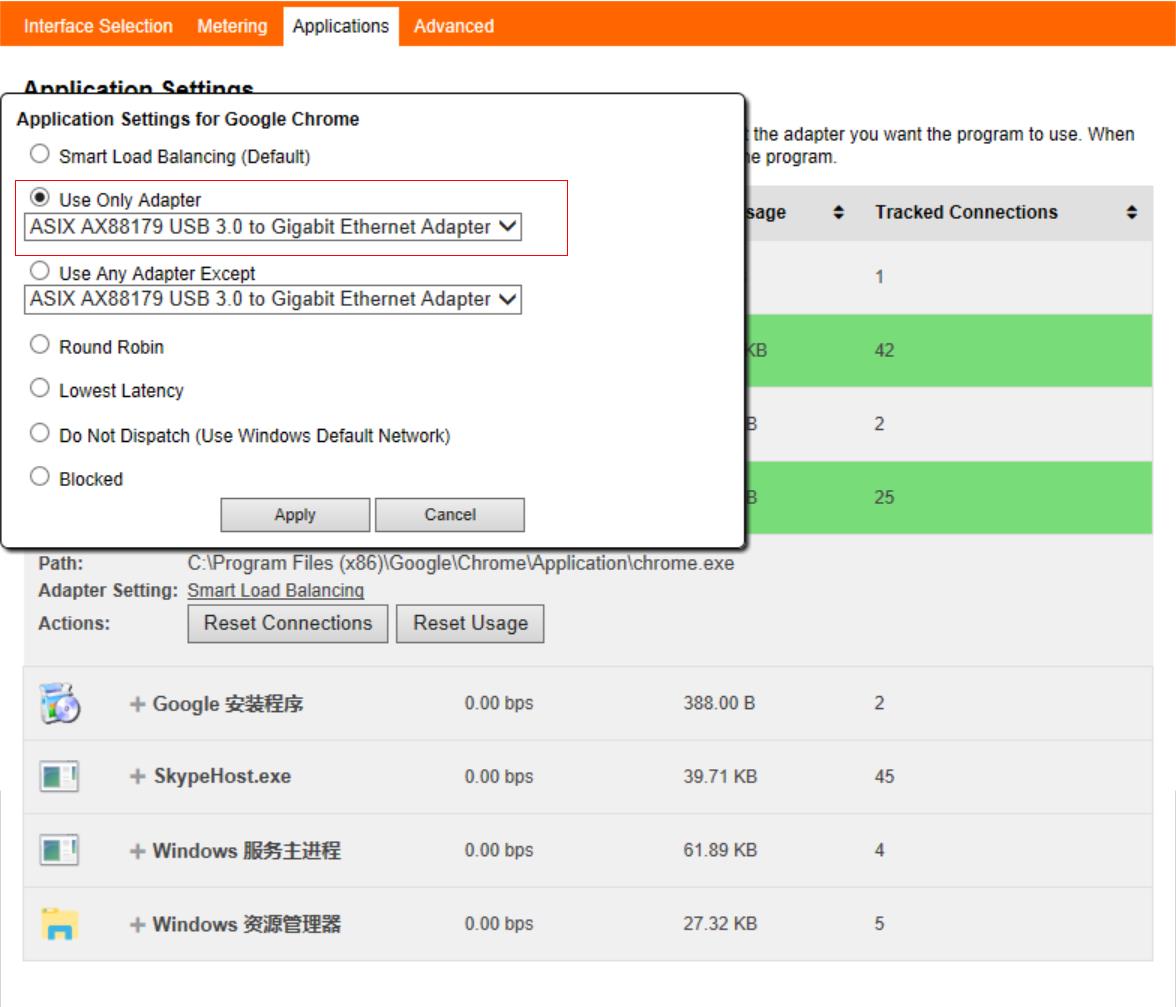 Interface Selection Metering Applications Advanced
Application Settings
Application Settings for Google Chrome
the adapter you want the program to use. When
program.
Smart Load Balancing (Default)
Use Only Adapter
ASIX AX88179 USB 3.0 to Gigabit Ethernet Adapter
Use Any Adapter Except
ASIX AX88179 USB 3.0 to Gigabit Ethernet Adapter
Round Robin
Lowest Latency
Do Not Dispatch (Use Windows Default Network)
Blocked
Apply Cancel
Tracked Connections
1
KB 42
B 2
B 25
Path: C:\Program Files (x86)\Google\Chrome\Application\chrome.exe
Adapter Setting: Smart Load Balancing
Actions: Reset Connections Reset Usage
+ Google 安装程序 0.00 bps 388.00 B 2
+ SkypeHost.exe 0.00 bps 39.71 KB 45
+ Windows 服务主进程 0.00 bps 61.89 KB 4
+ Windows 资源管理器 0.00 bps 27.32 KB 5